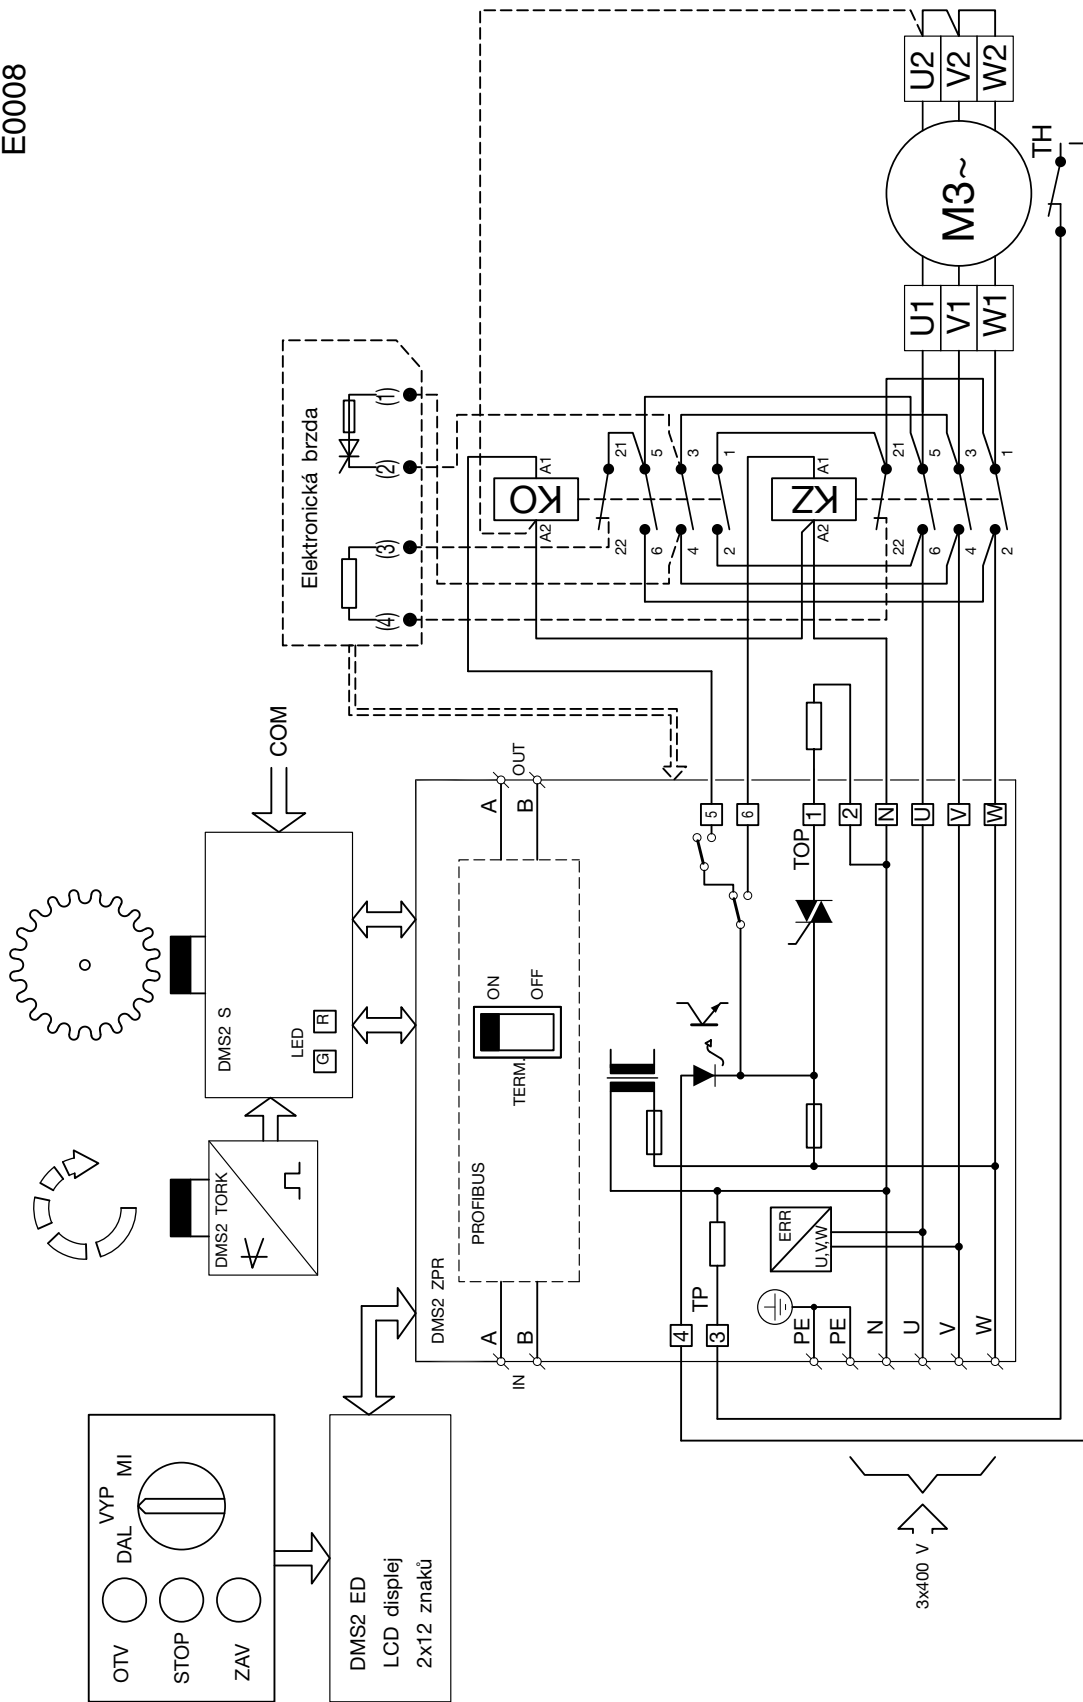 E0008
OTV
STOP
ZAV
DAL
VYP
MI
DMS2 ED
LCD displej
2x12 znaků
DMS2 TORK
DMS2 S
LED
G
R
COM
Elektronická brzda
(4)
(3)
(2)
(1)
DMS2 ZPR
PROFIBUS
TERM.
ON
OFF
IN
A
B
A
B
OUT
4
3
TP
PE
PE
N
U
V
W
ERR
U,V,W
TOP
5
6
1
2
N
U
V
W
KO
A2
A1
22
21
6
5
4
3
2
1
KZ
A2
A1
22
21
6
5
4
3
2
1
U1
V1
W1
M3~
U2
V2
W2
TH
3x400 V